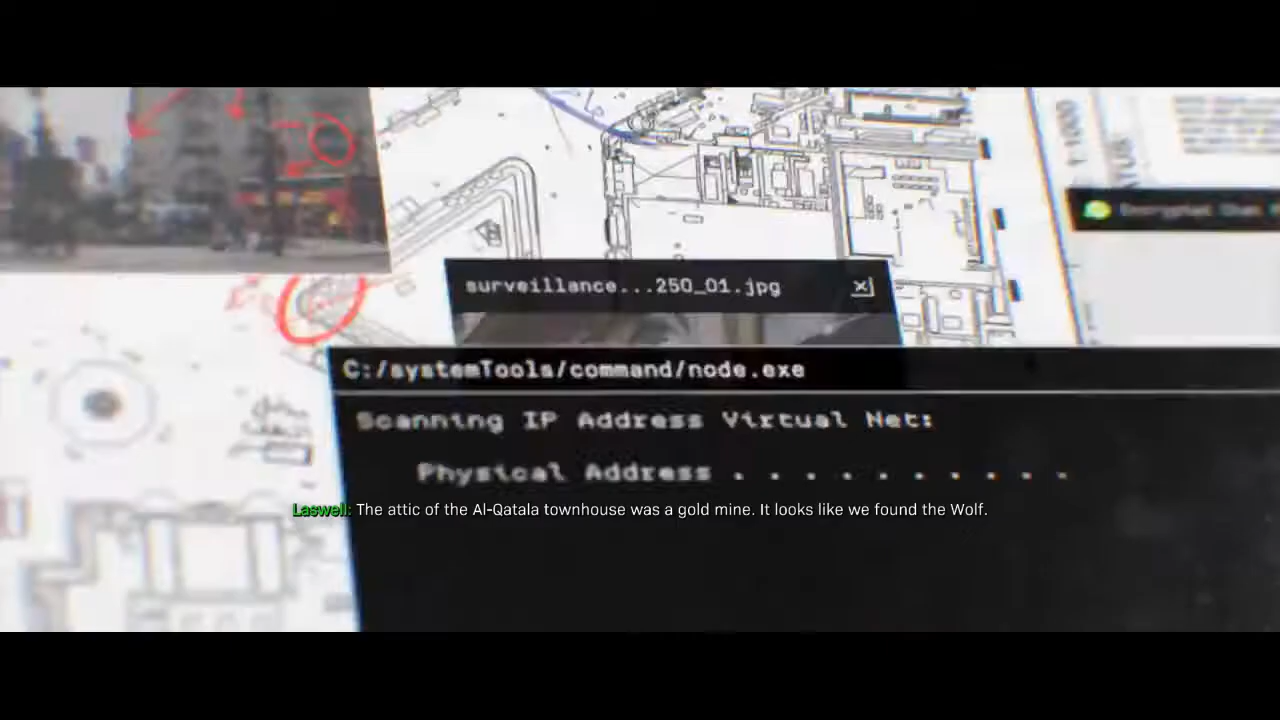 surveillance...250_01.jpg
C:/systemTools/command/node.exe
Scanning IP Address Virtual Net:
Physical Address . . . . . . . . . .
Laswell: The attic of the Al-Qatala townhouse was a gold mine. It looks like we found the Wolf.
Encrypted